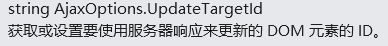 string AjaxOptions.UpdateTargetId
获取或设置要使用服务器响应来更新的 DOM 元素的 ID。